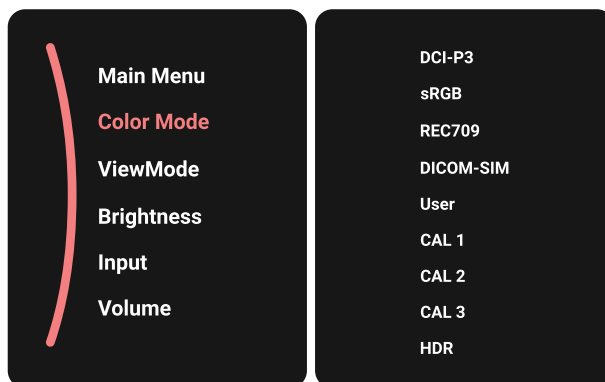 Main Menu
Color Mode
ViewMode
Brightness
Input
Volume
DCI-P3
sRGB
REC709
DICOM-SIM
User
CAL 1
CAL 2
CAL 3
HDR